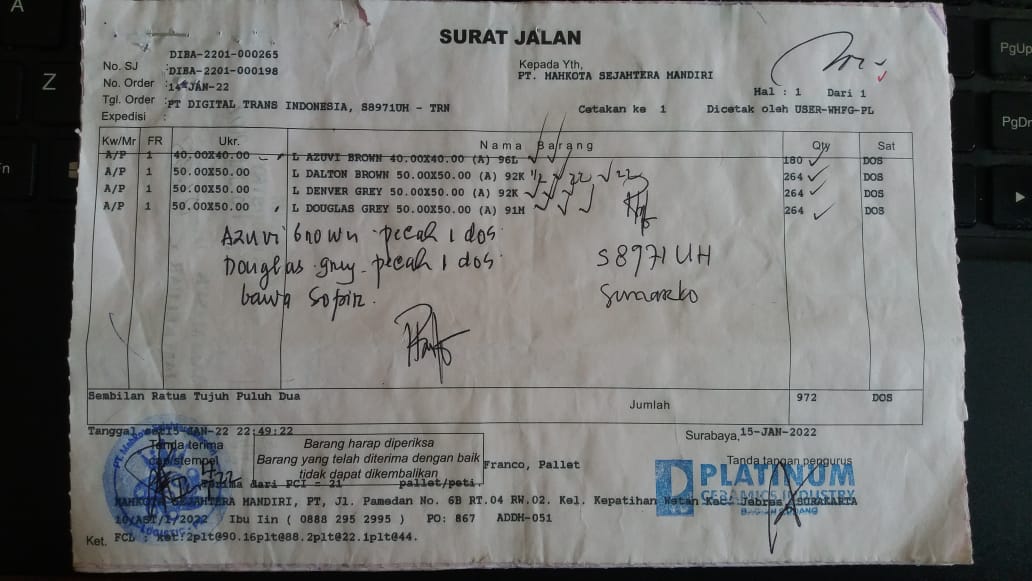 SURAT JALAN
No. SJ : DIBA-2201-000265
No. Order : DIBA-2201-000198
Tgl. Order : 14-JAN-22
Expedisi : PT DIGITAL TRANS INDONESIA, S8971UH - TRN
Kepada Yth,
PT. MAHKOTA SEJAHTERA MANDIRI
Hal : 1 Dari 1
Cetakan ke 1 Dicetak oleh USER-WHFG-PL
Kw/Mr FR Ukr. Nama Barang Qty Sat
A/P 1 40.00X40.00 L AZUVI BROWN 40.00X40.00 (A) 96L 180 DOS
A/P 1 50.00X50.00 L DALTON BROWN 50.00X50.00 (A) 92K 264 DOS
A/P 1 50.00X50.00 L DENVER GREY 50.00X50.00 (A) 92K 264 DOS
A/P 1 50.00X50.00 L DOUGLAS GREY 50.00X50.00 (A) 91M 264 DOS
Azuvi brown pecah 1 dos
Douglas grey pecah 1 dos
bawa Sopir.
S8971UH
Sumarsko
Sembilan Ratus Tujuh Puluh Dua
Jumlah 972 DOS
Tanggal 15-JAN-22 22:49:22
Surabaya, 15-JAN-2022
Tanda terima
dan stempel
Barang harap diperiksa
Barang yang telah diterima dengan baik
tidak dapat dikembalikan
Franco, Pallet
Tanda tangan pengurus
PLATINUM
CERAMICS INDUSTRY
dari PCI - 21 pallet/peti.
MAHKOTA SEJAHTERA MANDIRI, PT, Jl. Pamedan No. 6B RT.04 RW.02. Kel. Kepatihan Wetan Kec. Jebres SURAKARTA
Ibu Iin ( 0888 295 2995 ) PO: 867 ADDH-051
Ket. FCL : ket:2plt@90.16plt@88.2plt@22.1plt@44.